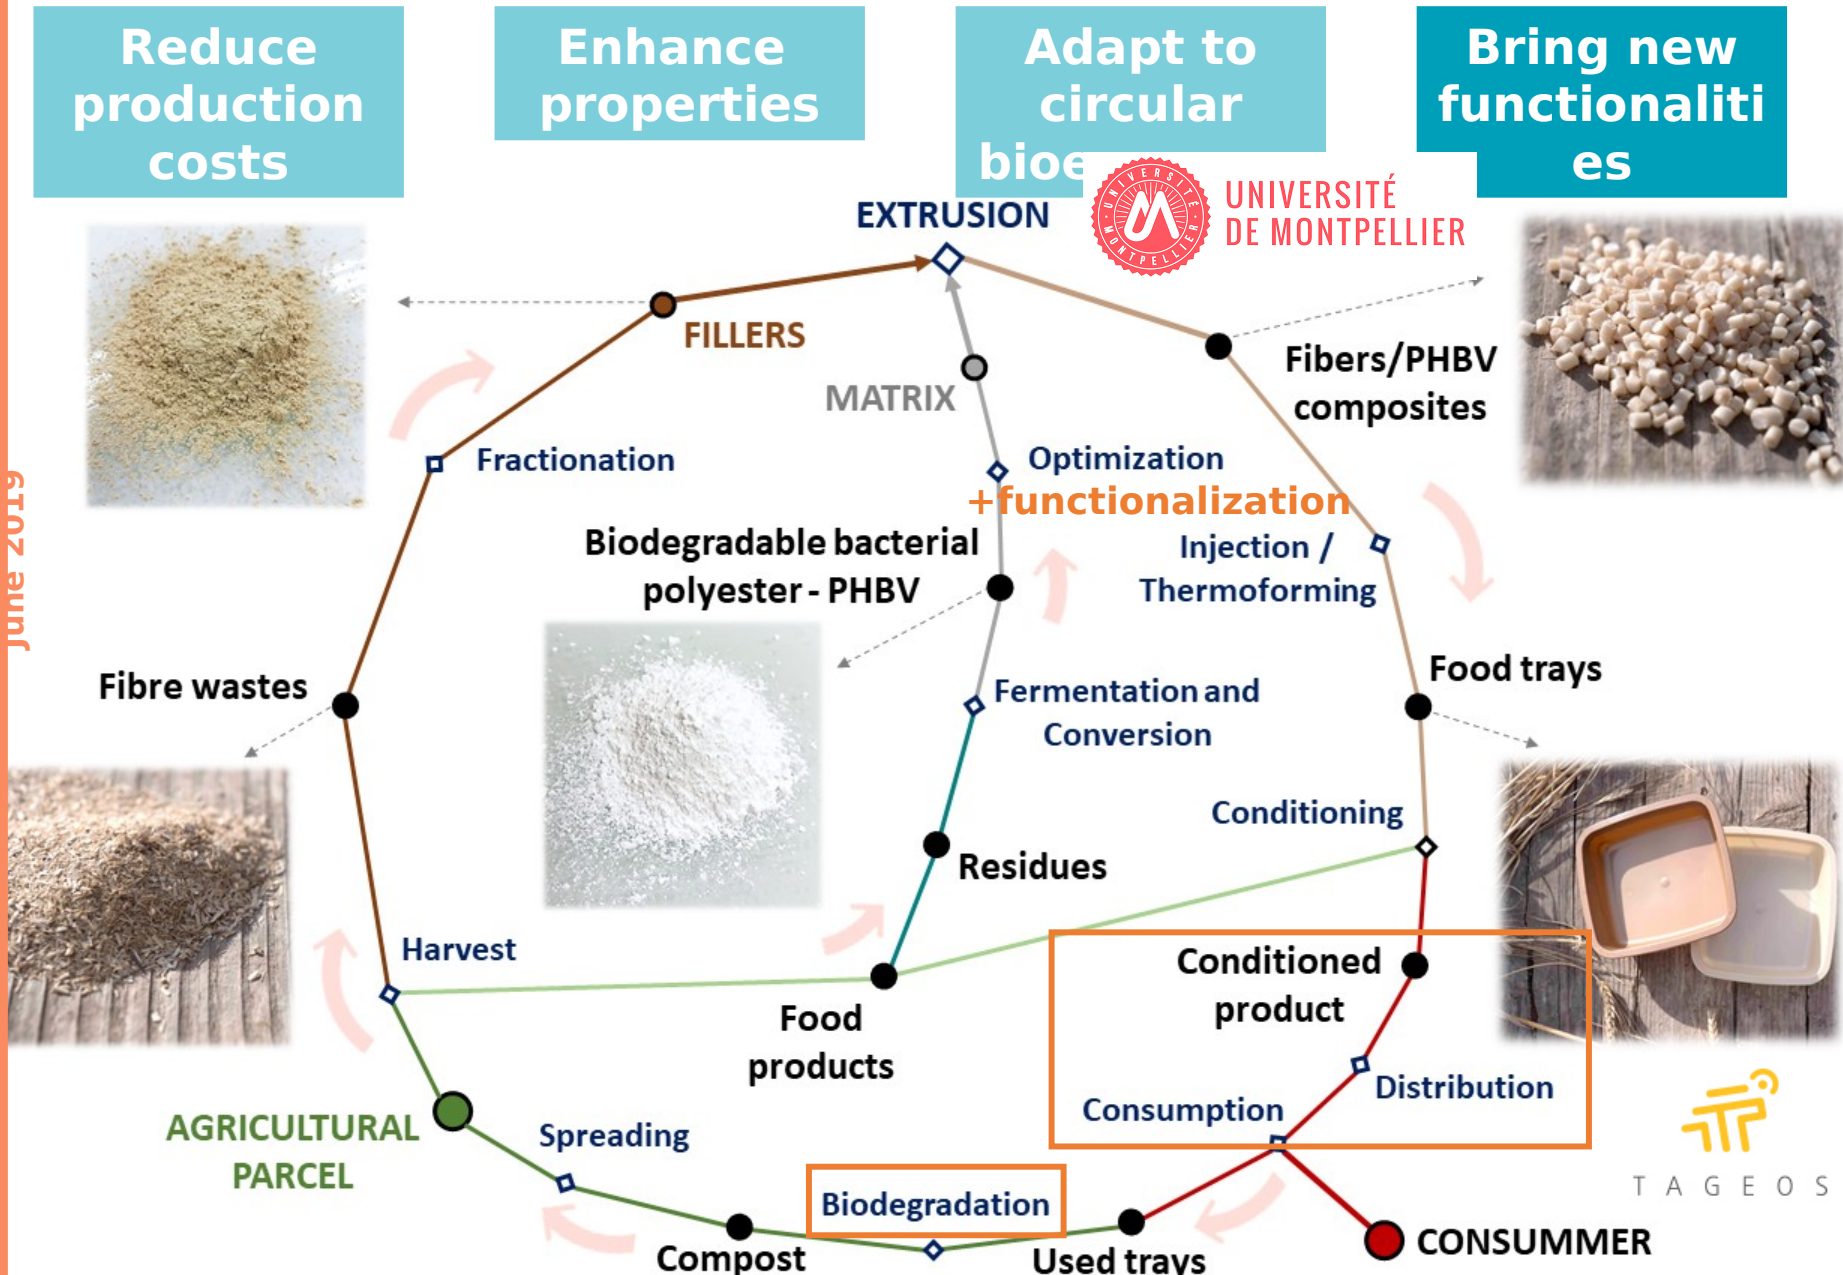 Reduce
production
costs
Enhance
properties
Adapt to
circular
Bring new
functionaliti
es
UNIVERSITÉ
DE MONTPELLIER
UNIVERSITÉ
MONTPELLIER
EXTRUSION
FILLERS
MATRIX
Fibers/PHBV
composites
Fractionation
Optimization
+functionalization
Biodegradable bacterial
polyester - PHBV
Injection /
Thermoforming
June 2019
Fibre wastes
Food trays
Fermentation and
Conversion
Conditioning
Residues
Harvest
Conditioned
product
Food
products
Distribution
Consumption
AGRICULTURAL
PARCEL
Spreading
TAGEOS
Biodegradation
Compost
Used trays
CONSUMMER